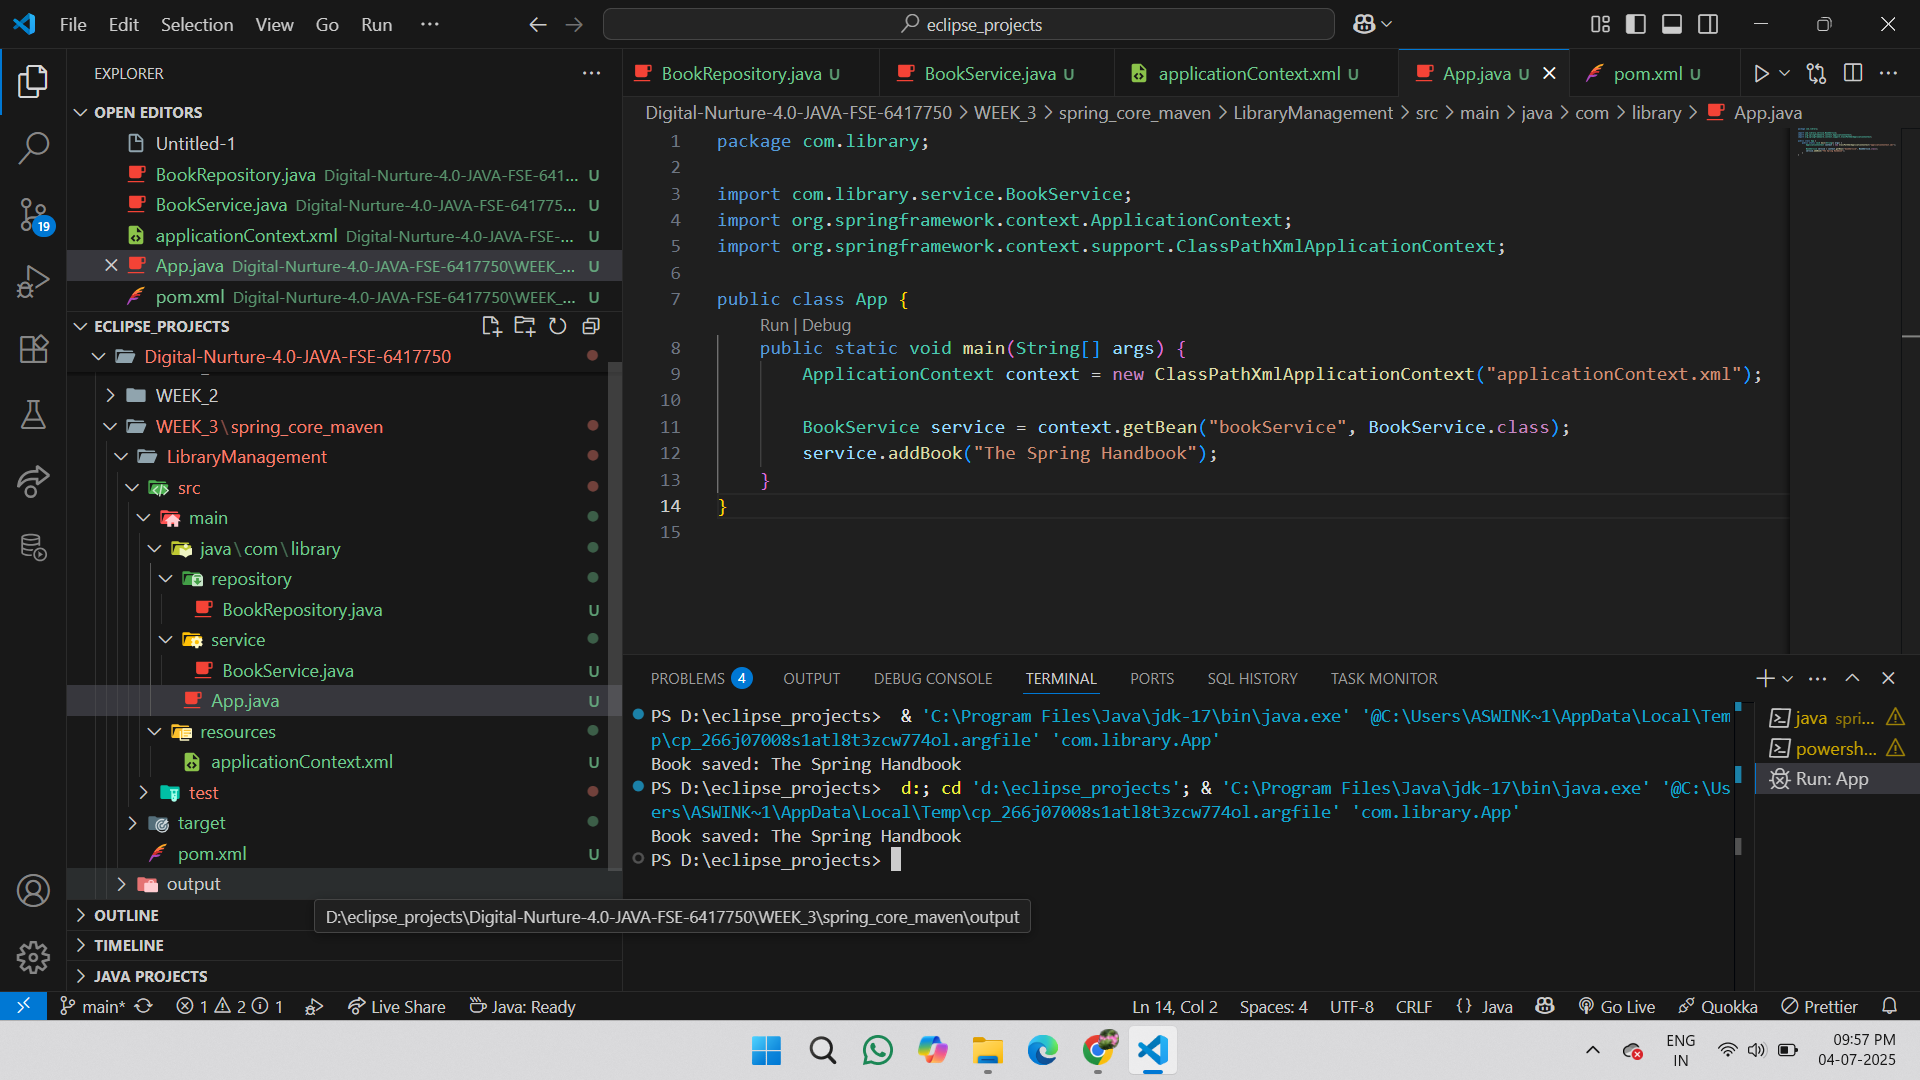 File Edit Selection View Go Run ···
eclipse_projects
EXPLORER
OPEN EDITORS
Untitled-1
BookRepository.java Digital-Nurture-4.0-JAVA-FSE-641... U
BookService.java Digital-Nurture-4.0-JAVA-FSE-641775... U
applicationContext.xml Digital-Nurture-4.0-JAVA-FSE-... U
App.java Digital-Nurture-4.0-JAVA-FSE-6417750\WEEK_... U
pom.xml Digital-Nurture-4.0-JAVA-FSE-6417750\WEEK_... U
ECLIPSE_PROJECTS
Digital-Nurture-4.0-JAVA-FSE-6417750
WEEK_2
WEEK_3\spring_core_maven
LibraryManagement
src
main
java\com\library
repository
BookRepository.java U
service
BookService.java U
App.java U
resources
applicationContext.xml U
test
target
pom.xml U
output
OUTLINE
TIMELINE
JAVA PROJECTS
19
D:\eclipse_projects\Digital-Nurture-4.0-JAVA-FSE-6417750\WEEK_3\spring_core_maven\output
BookRepository.java U BookService.java U applicationContext.xml U App.java U pom.xml U
Digital-Nurture-4.0-JAVA-FSE-6417750 > WEEK_3 > spring_core_maven > LibraryManagement > src > main > java > com > library > App.java
1 package com.library;
2
3 import com.library.service.BookService;
4 import org.springframework.context.ApplicationContext;
5 import org.springframework.context.support.ClassPathXmlApplicationContext;
6
7 public class App {
Run | Debug
8 public static void main(String[] args) {
9 ApplicationContext context = new ClassPathXmlApplicationContext("applicationContext.xml");
10
11 BookService service = context.getBean("bookService", BookService.class);
12 service.addBook("The Spring Handbook");
13 }
14 }
15
PROBLEMS 4 OUTPUT DEBUG CONSOLE TERMINAL PORTS SQL HISTORY TASK MONITOR
PS D:\eclipse_projects> & 'C:\Program Files\Java\jdk-17\bin\java.exe' '@C:\Users\ASWINK~1\AppData\Local\Tem
p\cp_266j07008s1atl8t3zcw774ol.argfile' 'com.library.App'
Book saved: The Spring Handbook
PS D:\eclipse_projects> d:; cd 'd:\eclipse_projects'; & 'C:\Program Files\Java\jdk-17\bin\java.exe' '@C:\Us
ers\ASWINK~1\AppData\Local\Temp\cp_266j07008s1atl8t3zcw774ol.argfile' 'com.library.App'
Book saved: The Spring Handbook
PS D:\eclipse_projects>
java spri...
powersh...
Run: App
main* 1 2 1 Live Share Java: Ready
Ln 14, Col 2 Spaces: 4 UTF-8 CRLF {} Java Go Live Quokka Prettier
ENG
IN
09:57 PM
04-07-2025